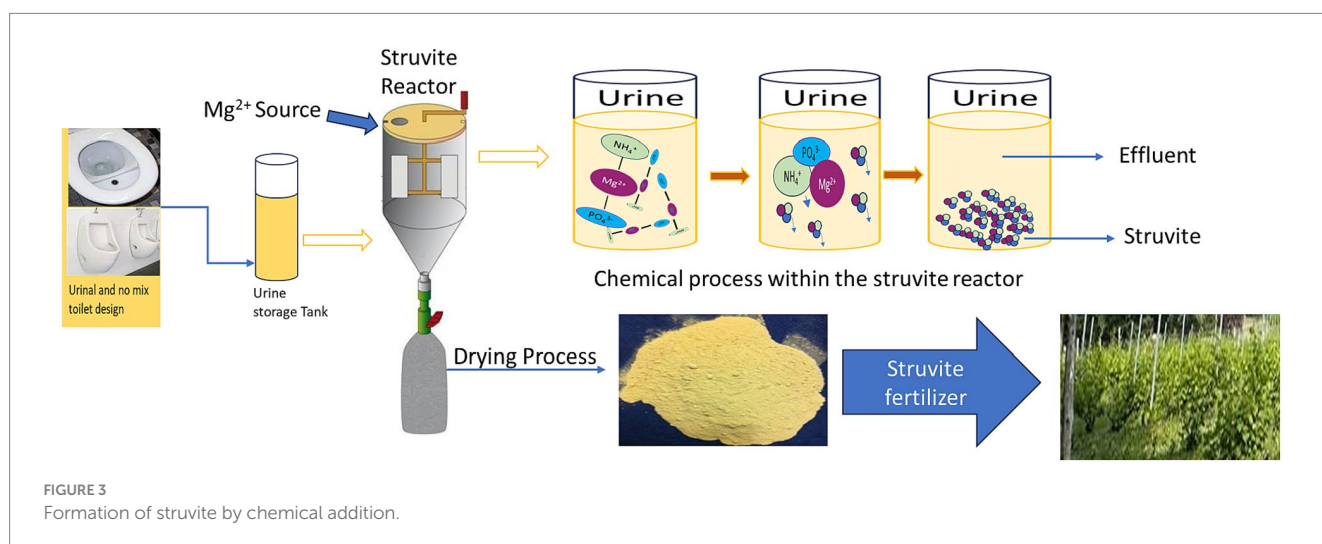 Struvite
Reactor
Mg²⁺ Source
Urinal and no mix
toilet design
Urine
storage Tank
Urine
Urine
Urine
NH₄⁺
Mg²⁺
PO₄³⁻
PO₄³⁻
NH₄⁺
Mg²⁺
Effluent
Struvite
Chemical process within the struvite reactor
Drying Process
Struvite
fertilizer
FIGURE 3
Formation of struvite by chemical addition.